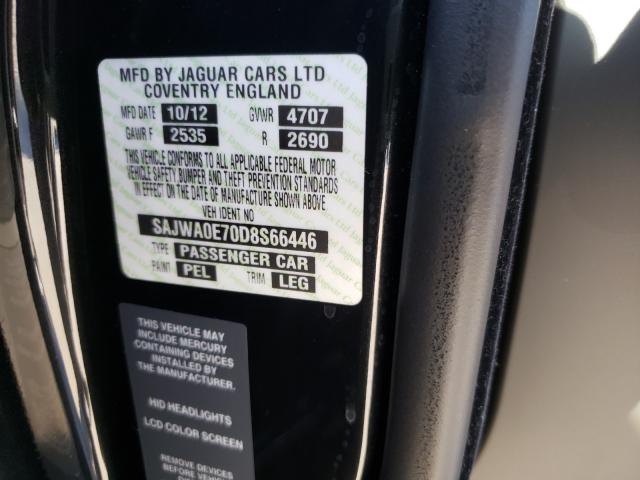 MFD BY JAGUAR CARS LTD
COVENTRY ENGLAND
MFD DATE 10/12 GVWR 4707
GAWR F 2535 R 2690
THIS VEHICLE CONFORMS TO ALL APPLICABLE FEDERAL MOTOR
VEHICLE SAFETY BUMPER AND THEFT PREVENTION STANDARDS
IN EFFECT ON THE DATE OF MANUFACTURE SHOWN ABOVE
VEH IDENT NO
SAJWA0E70D8S66446
TYPE PASSENGER CAR
PAINT PEL TRIM LEG
THIS VEHICLE MAY
INCLUDE MERCURY
CONTAINING DEVICES
INSTALLED BY
THE MANUFACTURER.
HID HEADLIGHTS
LCD COLOR SCREEN
REMOVE DEVICES
BEFORE VEHICLE